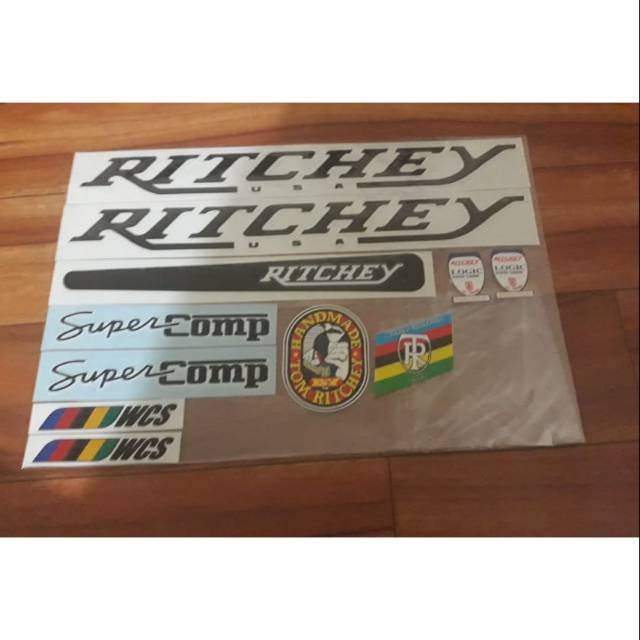 RITCHEY
USA
RITCHEY
USA
RITCHEY
RITCHEY
LOGIC
RITCHEY
LOGIC
Super Comp
HANDMADE
TOM RITCHEY
Super Comp
WCS
WCS